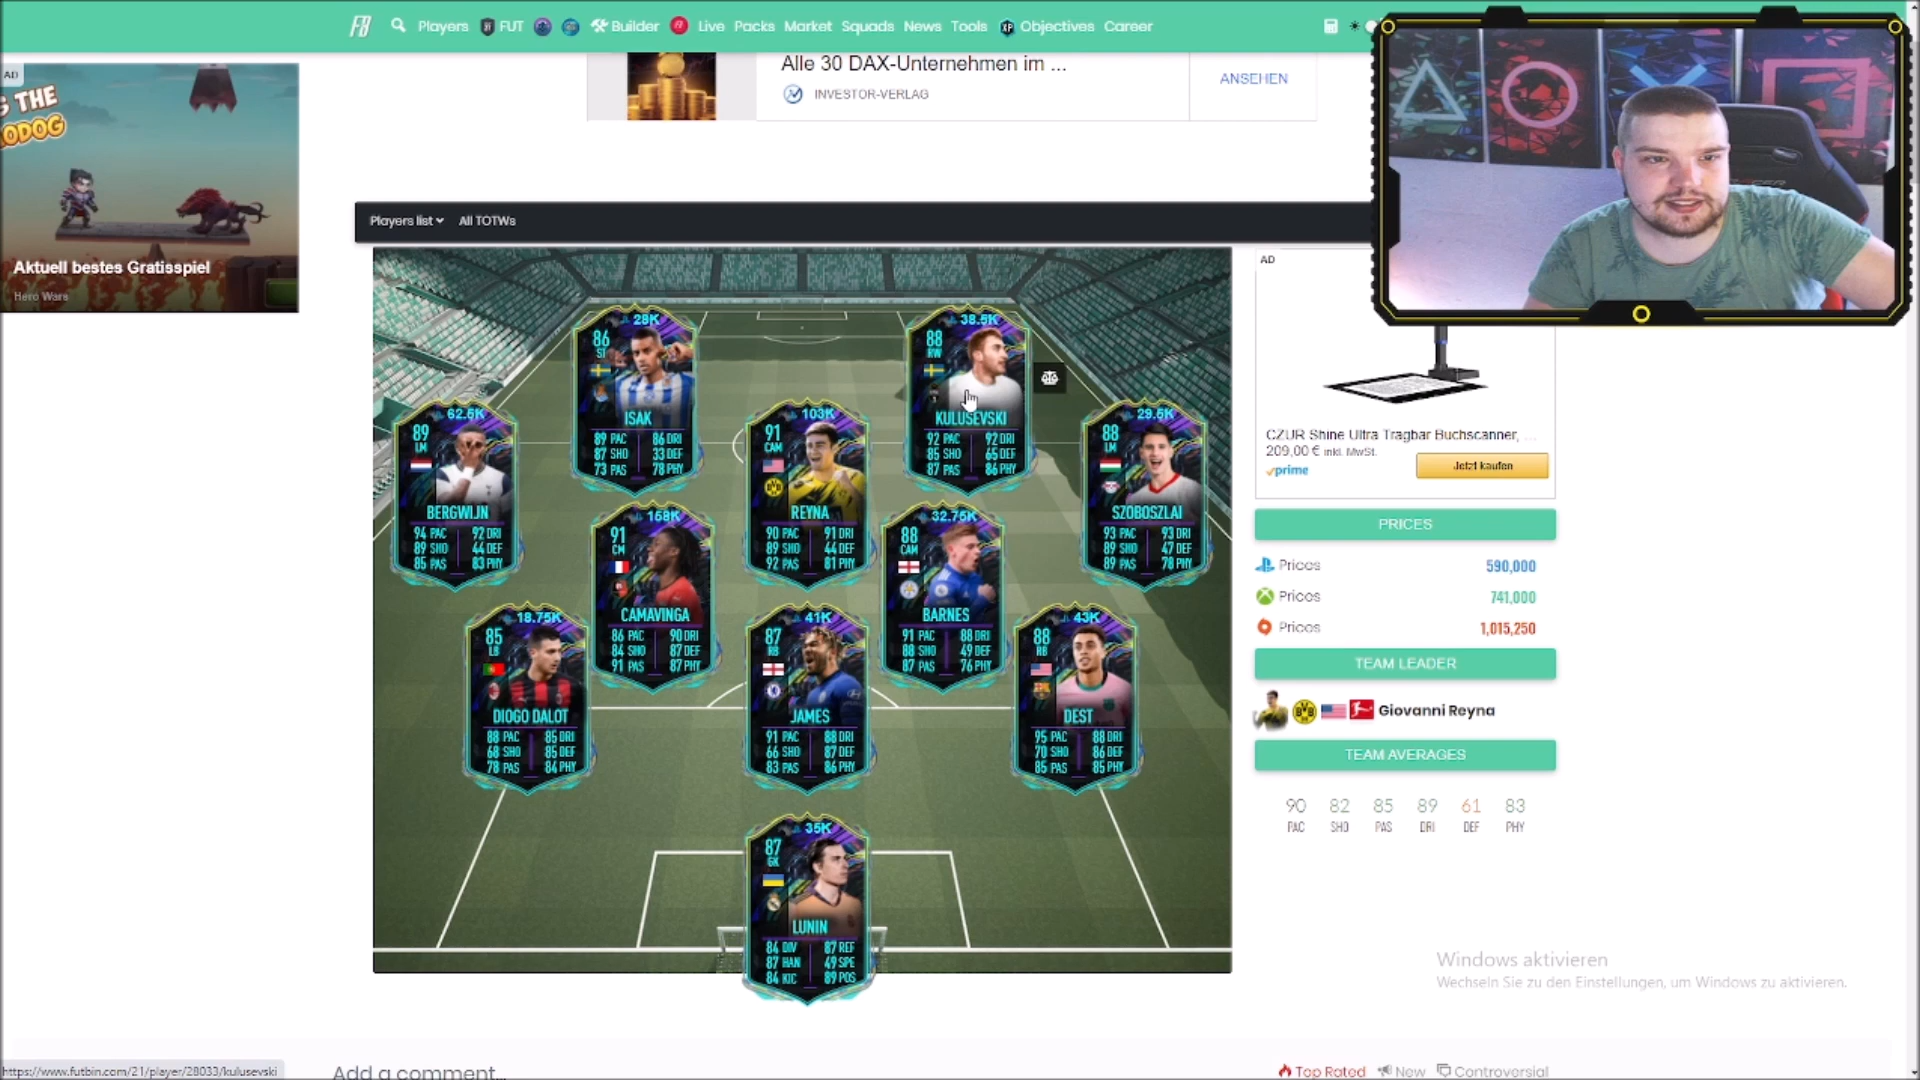 FB Players FUT Builder Live Packs Market Squads News Tools XP Objectives Career
AD
S THE
ODOG
Aktuell bestes Gratisspiel
Hero Wars
Alle 30 DAX-Unternehmen im ...
INVESTOR-VERLAG
ANSEHEN
Players list All TOTWs
28K
86
ST
ISAK
89 PAC 86 DRI
87 SHO 33 DEF
73 PAS 78 PHY
38.5K
88
RW
KULUSEVSKI
92 PAC 92 DRI
85 SHO 65 DEF
87 PAS 86 PHY
62.5K
89
LM
BERGWIJN
94 PAC 92 DRI
89 SHO 44 DEF
85 PAS 83 PHY
103K
91
CAM
REYNA
90 PAC 91 DRI
89 SHO 44 DEF
92 PAS 81 PHY
29.5K
88
LM
SZOBOSZLAI
93 PAC 93 DRI
89 SHO 47 DEF
89 PAS 78 PHY
158K
91
CM
CAMAVINGA
86 PAC 90 DRI
84 SHO 87 DEF
91 PAS 87 PHY
32.75K
88
CAM
BARNES
91 PAC 88 DRI
88 SHO 49 DEF
87 PAS 76 PHY
18.75K
85
LB
DIOGO DALOT
88 PAC 85 DRI
68 SHO 85 DEF
78 PAS 84 PHY
41K
87
RB
JAMES
91 PAC 88 DRI
66 SHO 87 DEF
83 PAS 86 PHY
43K
88
RB
DEST
95 PAC 88 DRI
70 SHO 86 DEF
85 PAS 85 PHY
35K
87
GK
LUNIN
84 DIV 87 REF
87 HAN 49 SPE
84 KIC 89 POS
AD
CZUR Shine Ultra Tragbar Buchscanner, ...
209,00 € inkl. MwSt.
prime
Jetzt kaufen
PRICES
Prices 590,000
Prices 741,000
Prices 1,015,250
TEAM LEADER
Giovanni Reyna
TEAM AVERAGES
90 82 85 89 61 83
PAC SHO PAS DRI DEF PHY
Windows aktivieren
Wechseln Sie zu den Einstellungen, um Windows zu aktivieren.
https://www.futbin.com/21/player/28033/kulusevski
Add a comment...
Top Rated New Controversial